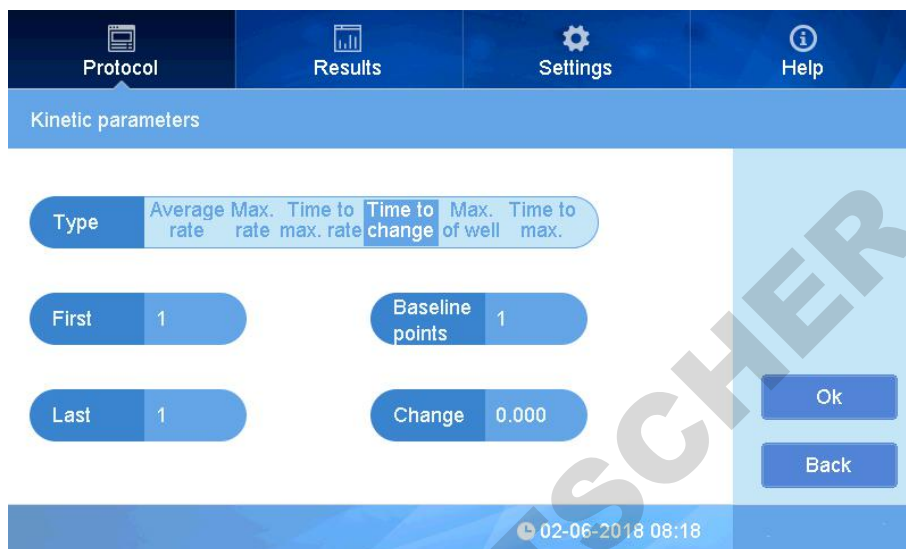 Protocol Results Settings Help
Kinetic parameters
Type
Average Max. Time to Time to Max. Time to
rate rate max. rate change of well max.
First 1
Baseline
points 1
Last 1
Change 0.000
Ok
Back
02-06-2018 08:18
SCHER